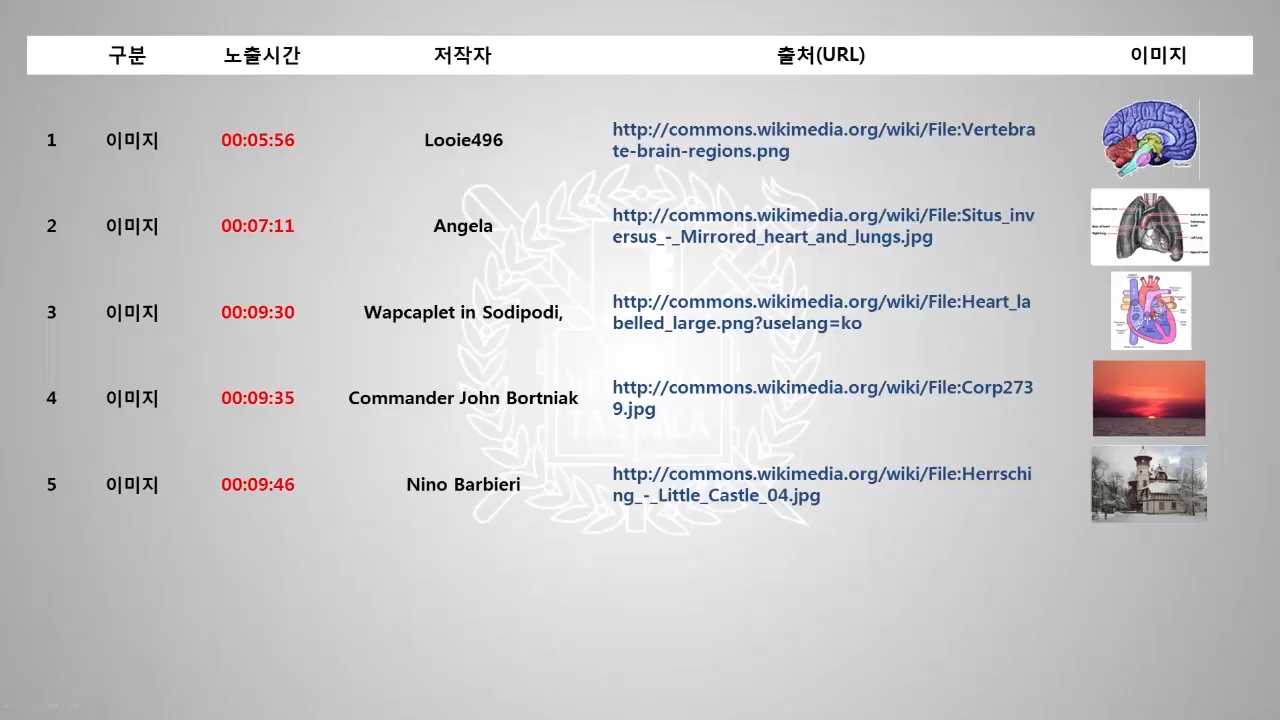 구분 노출시간 저작자 출처(URL) 이미지
1 이미지 00:05:56 Looie496 http://commons.wikimedia.org/wiki/File:Vertebra
te-brain-regions.png
2 이미지 00:07:11 Angela http://commons.wikimedia.org/wiki/File:Situs_inv
ersus_-_Mirrored_heart_and_lungs.jpg
3 이미지 00:09:30 Wapcaplet in Sodipodi, http://commons.wikimedia.org/wiki/File:Heart_la
belled_large.png?uselang=ko
4 이미지 00:09:35 Commander John Bortniak http://commons.wikimedia.org/wiki/File:Corp273
9.jpg
5 이미지 00:09:46 Nino Barbieri http://commons.wikimedia.org/wiki/File:Herrschi
ng_-_Little_Castle_04.jpg